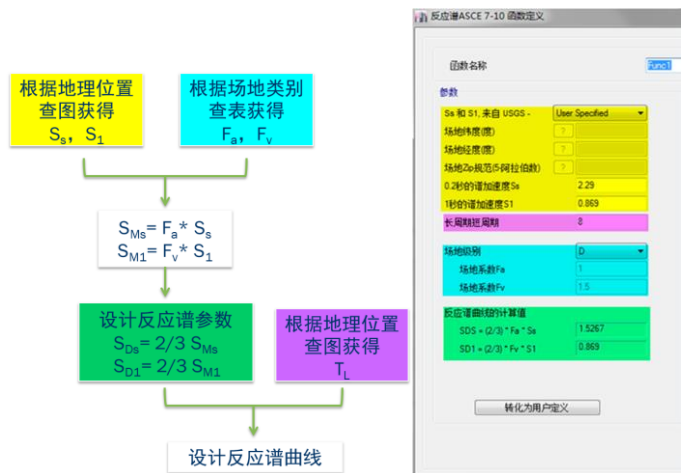 根据地理位置
查图获得
Ss, S1
根据场地类别
查表获得
Fa, Fv
SMs= Fa* Ss
SM1= Fv* S1
设计反应谱参数
SDs= 2/3 SMs
SD1= 2/3 SM1
根据地理位置
查图获得
TL
设计反应谱曲线
反应谱ASCE 7-10 函数定义
函数名称
Func1
参数
Ss 和 S1, 来自 USGS -
User Specified
场地纬度(度)
?
场地经度(度)
?
场地Zip规范(5-阿拉伯数)
?
0.2秒的谱加速度Ss
2.29
1秒的谱加速度S1
0.869
长周期短周期
8
场地级别
D
场地系数Fa
1
场地系数Fv
1.5
反应谱曲线的计算值
SDS = (2/3) * Fa * Ss
1.5267
SD1 = (2/3) * Fv * S1
0.869
转化为用户定义